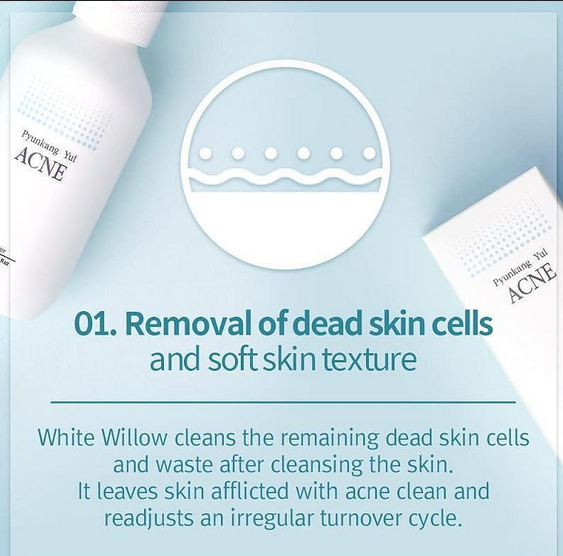 Pyunkang Yul
ACNE
Pyunkang Yul
ACNE
01. Removal of dead skin cells
and soft skin texture
White Willow cleans the remaining dead skin cells
and waste after cleansing the skin.
It leaves skin afflicted with acne clean and
readjusts an irregular turnover cycle.